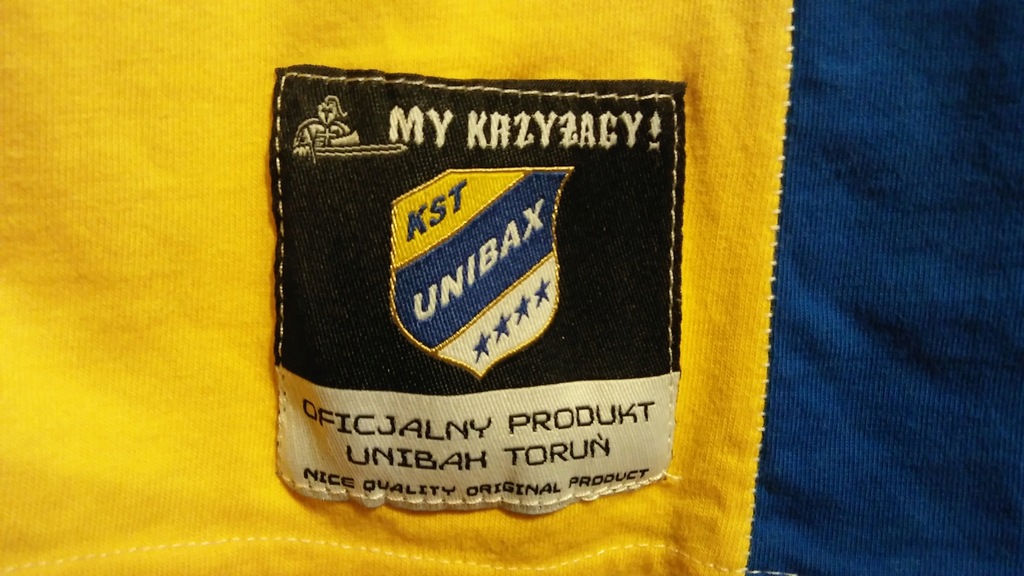 MY KRZYŻACY!
KST
UNIBAX
OFICJALNY PRODUKT
UNIBAX TORUŃ
NICE QUALITY ORIGINAL PRODUCT